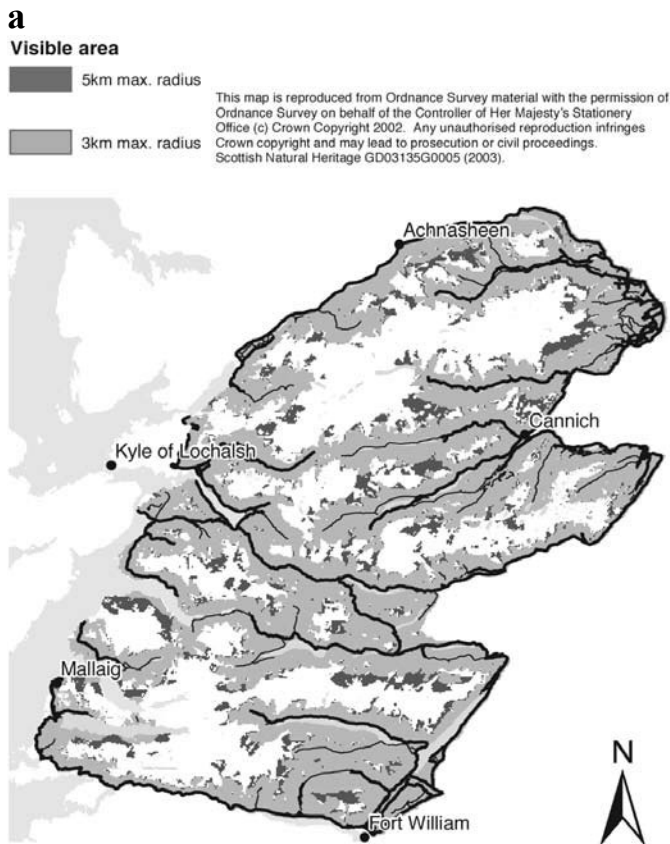 a
Visible area
5km max. radius
3km max. radius
This map is reproduced from Ordnance Survey material with the permission of
Ordnance Survey on behalf of the Controller of Her Majesty's Stationery
Office (c) Crown Copyright 2002. Any unauthorised reproduction infringes
Crown copyright and may lead to prosecution or civil proceedings.
Scottish Natural Heritage GD03135G0005 (2003).
Achnasheen
Cannich
Kyle of Lochalsh
Mallaig
N
Fort William